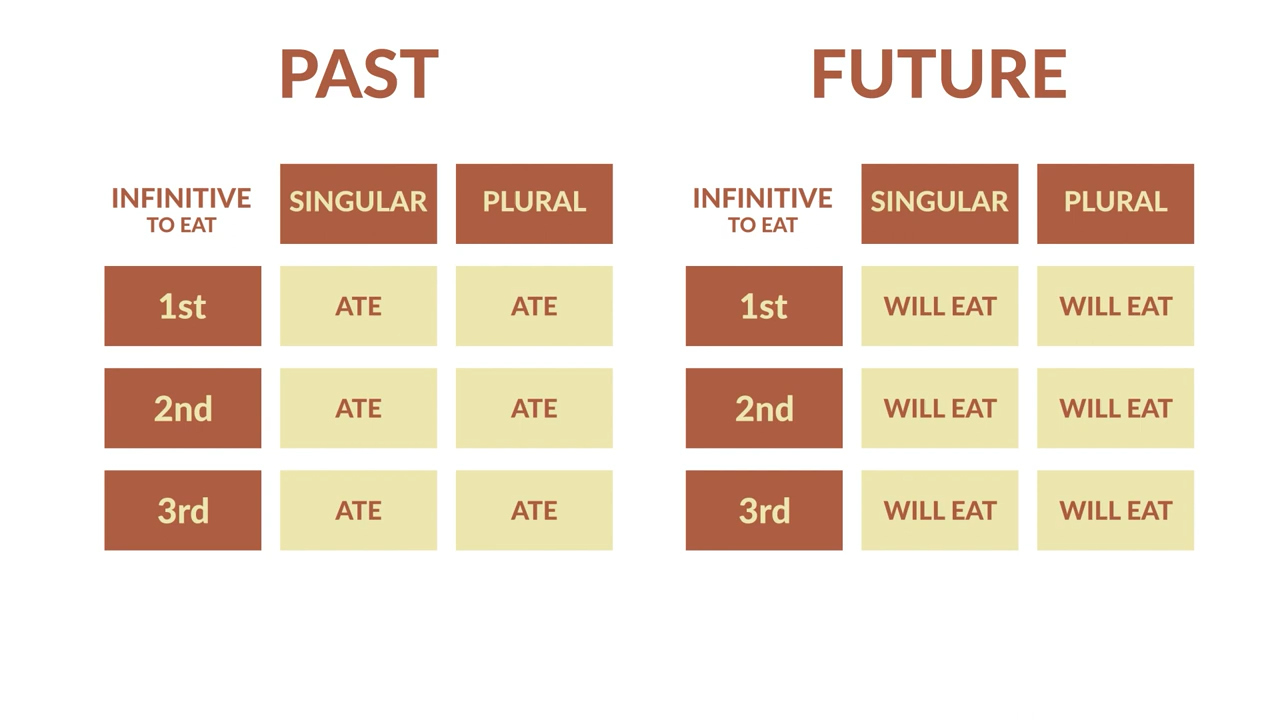 PAST
INFINITIVE
TO EAT
SINGULAR
PLURAL
1st
ATE
ATE
2nd
ATE
ATE
3rd
ATE
ATE
FUTURE
INFINITIVE
TO EAT
SINGULAR
PLURAL
1st
WILL EAT
WILL EAT
2nd
WILL EAT
WILL EAT
3rd
WILL EAT
WILL EAT